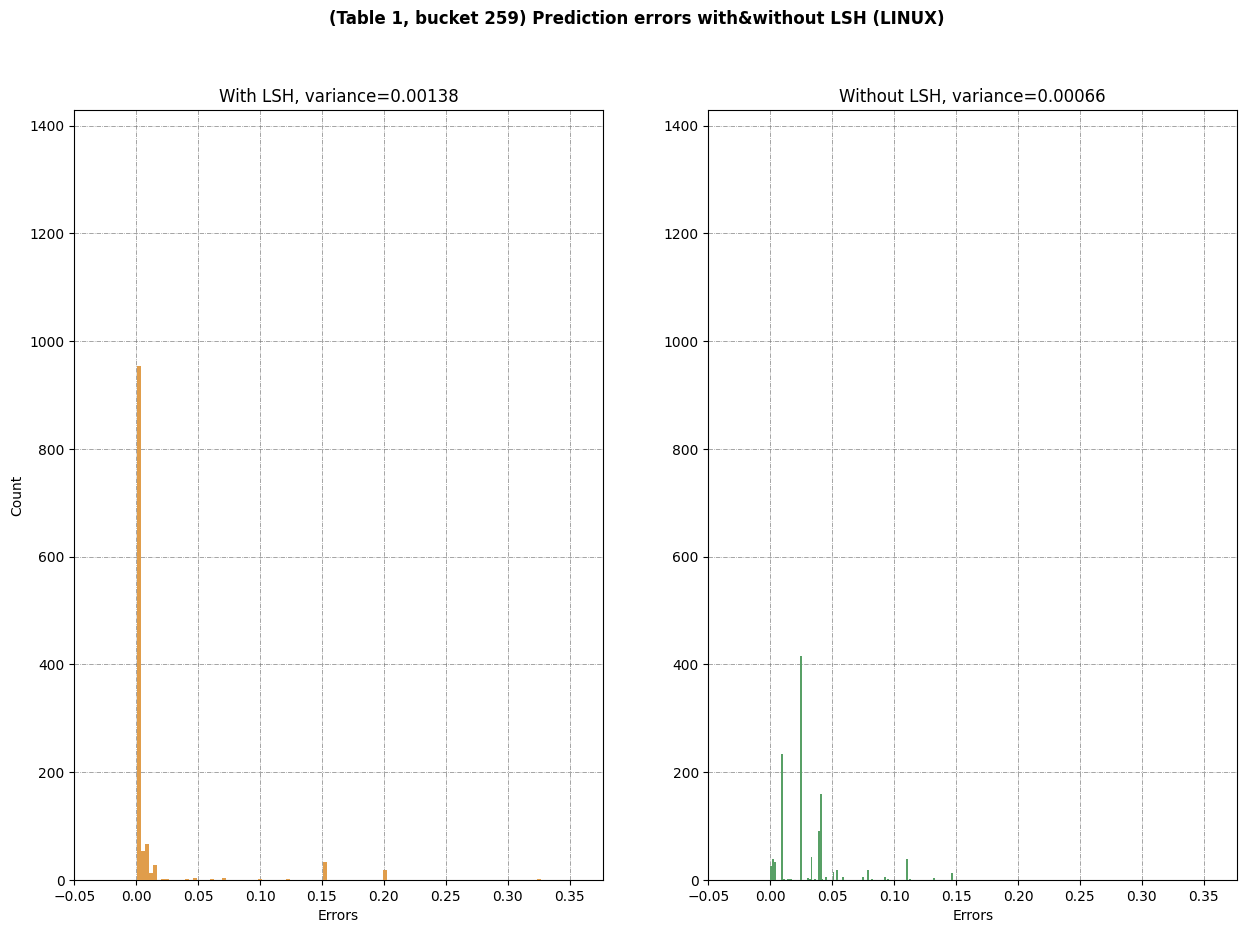 (Table 1, bucket 259) Prediction errors with&without LSH (LINUX)
With LSH, variance=0.00138
1400
1200
1000
800
600
400
200
0
Count
−0.05 0.00 0.05 0.10 0.15 0.20 0.25 0.30 0.35
Errors
Without LSH, variance=0.00066
1400
1200
1000
800
600
400
200
0
−0.05 0.00 0.05 0.10 0.15 0.20 0.25 0.30 0.35
Errors